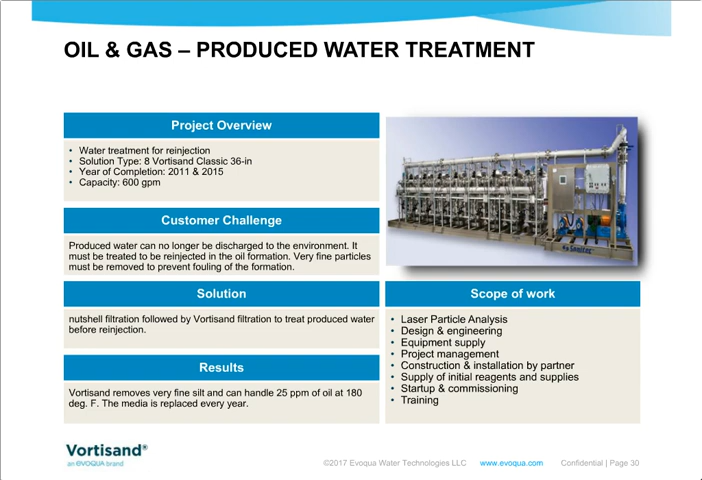 OIL & GAS – PRODUCED WATER TREATMENT
Project Overview
• Water treatment for reinjection
• Solution Type: 8 Vortisand Classic 36-in
• Year of Completion: 2011 & 2015
• Capacity: 600 gpm
Customer Challenge
Produced water can no longer be discharged to the environment. It
must be treated to be reinjected in the oil formation. Very fine particles
must be removed to prevent fouling of the formation.
Solution
nutshell filtration followed by Vortisand filtration to treat produced water
before reinjection.
Results
Vortisand removes very fine silt and can handle 25 ppm of oil at 180
deg. F. The media is replaced every year.
Scope of work
• Laser Particle Analysis
• Design & engineering
• Equipment supply
• Project management
• Construction & installation by partner
• Supply of initial reagents and supplies
• Startup & commissioning
• Training
Vortisand®
an evoqua brand
©2017 Evoqua Water Technologies LLC www.evoqua.com Confidential | Page 30